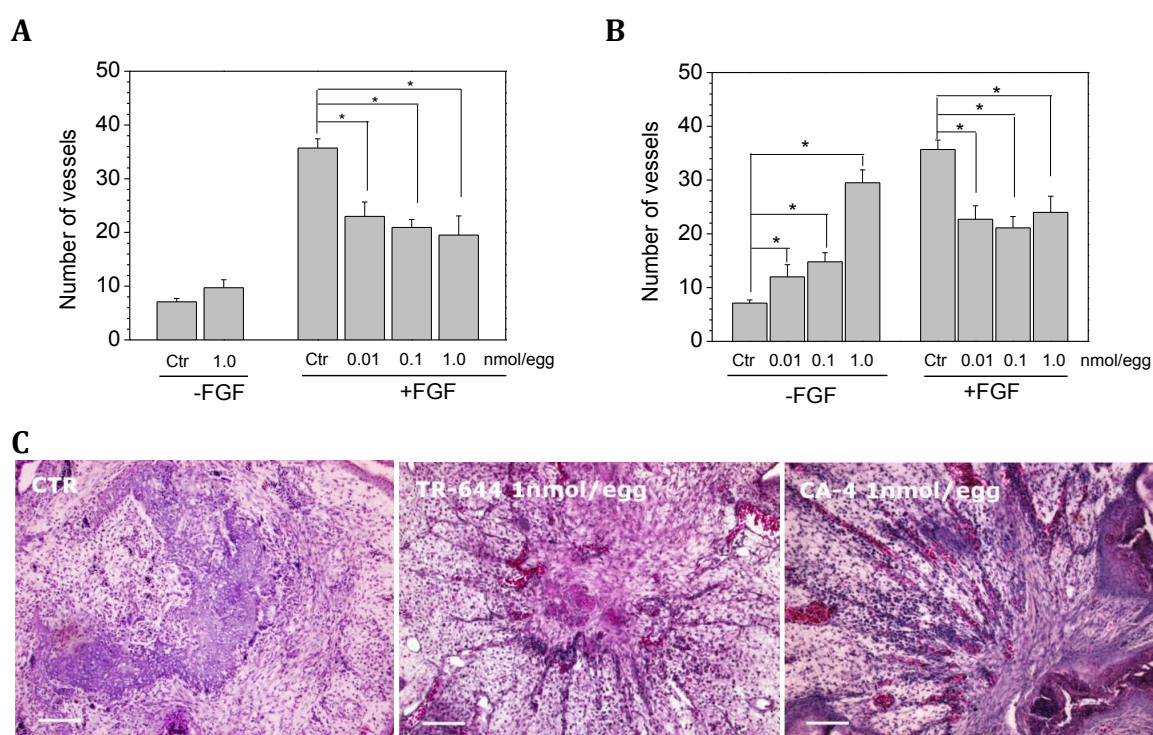 A
B
Number of vessels
50
40
30
20
10
0
* * *
Ctr 1.0 Ctr 0.01 0.1 1.0 nmol/egg
-FGF +FGF
Number of vessels
50
40
30
20
10
0
* * * * * *
Ctr 0.01 0.1 1.0 Ctr 0.01 0.1 1.0 nmol/egg
-FGF +FGF
C
CTR
TR-644 1nmol/egg
CA-4 1nmol/egg